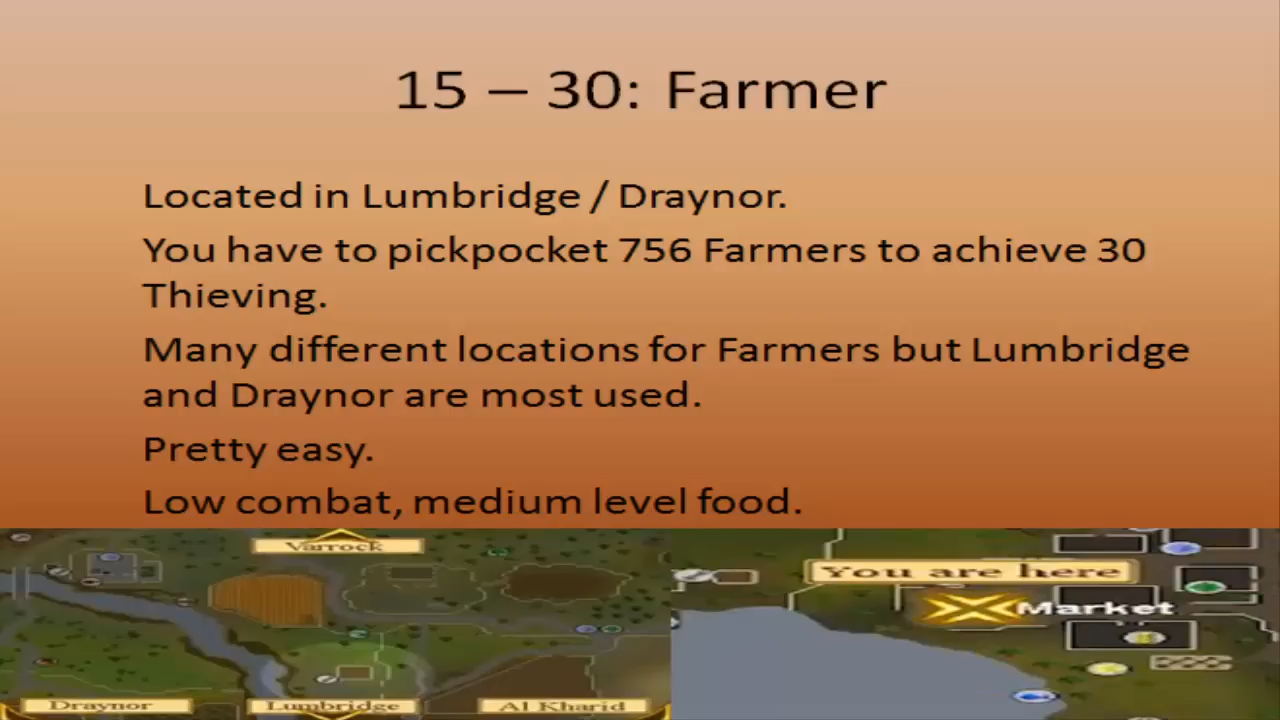 15 – 30: Farmer
Located in Lumbridge / Draynor.
You have to pickpocket 756 Farmers to achieve 30
Thieving.
Many different locations for Farmers but Lumbridge
and Draynor are most used.
Pretty easy.
Low combat, medium level food.
Varrock
You are here
Market
Draynor
Lumbridge
Al Kharid